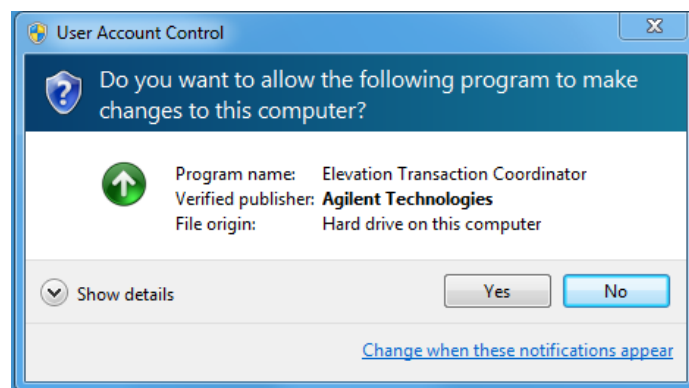 User Account Control
Do you want to allow the following program to make
changes to this computer?
Program name: Elevation Transaction Coordinator
Verified publisher: Agilent Technologies
File origin: Hard drive on this computer
Show details
Yes
No
Change when these notifications appear